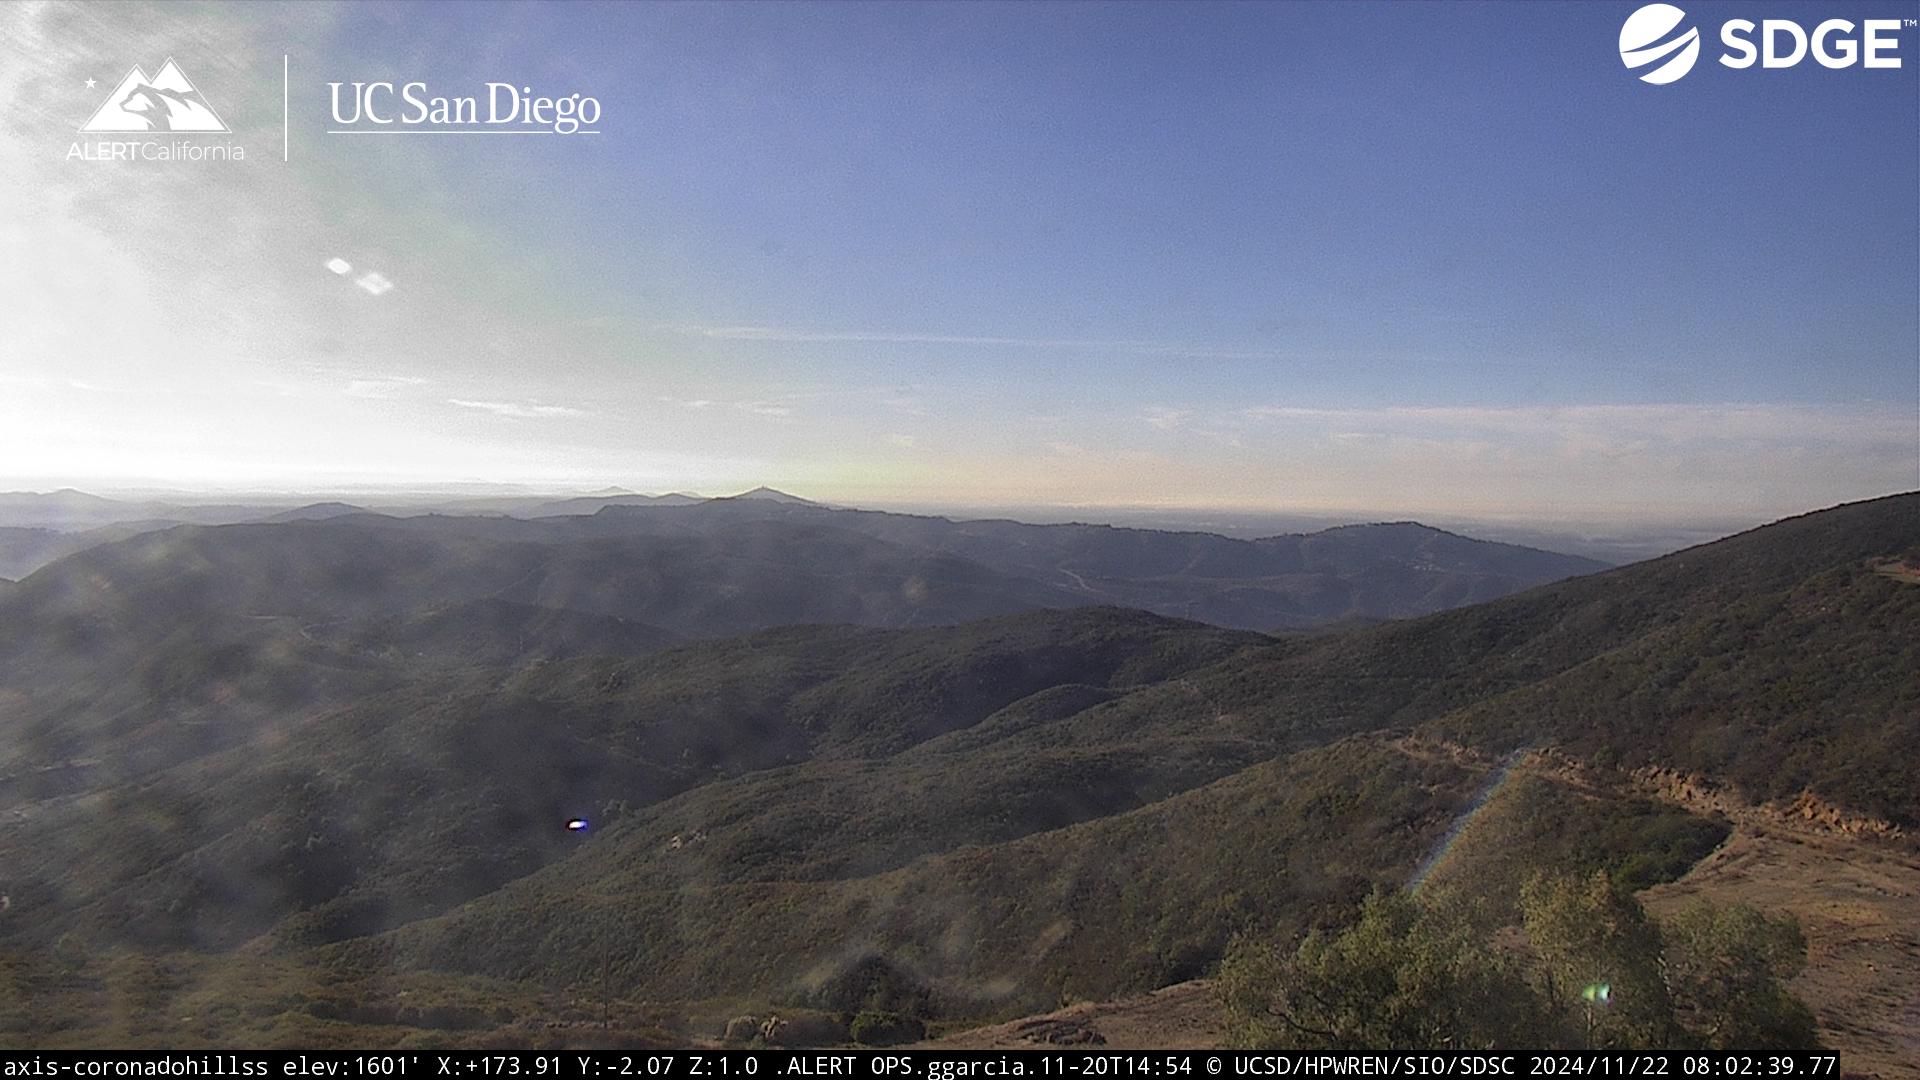 SDGE™
UC San Diego
ALERTCalifornia
axis-coronadohillss elev:1601' X:+173.91 Y:-2.07 Z:1.0 .ALERT OPS.ggarcia.11-20T14:54 © UCSD/HPWREN/SIO/SDSC 2024/11/22 08:02:39.77